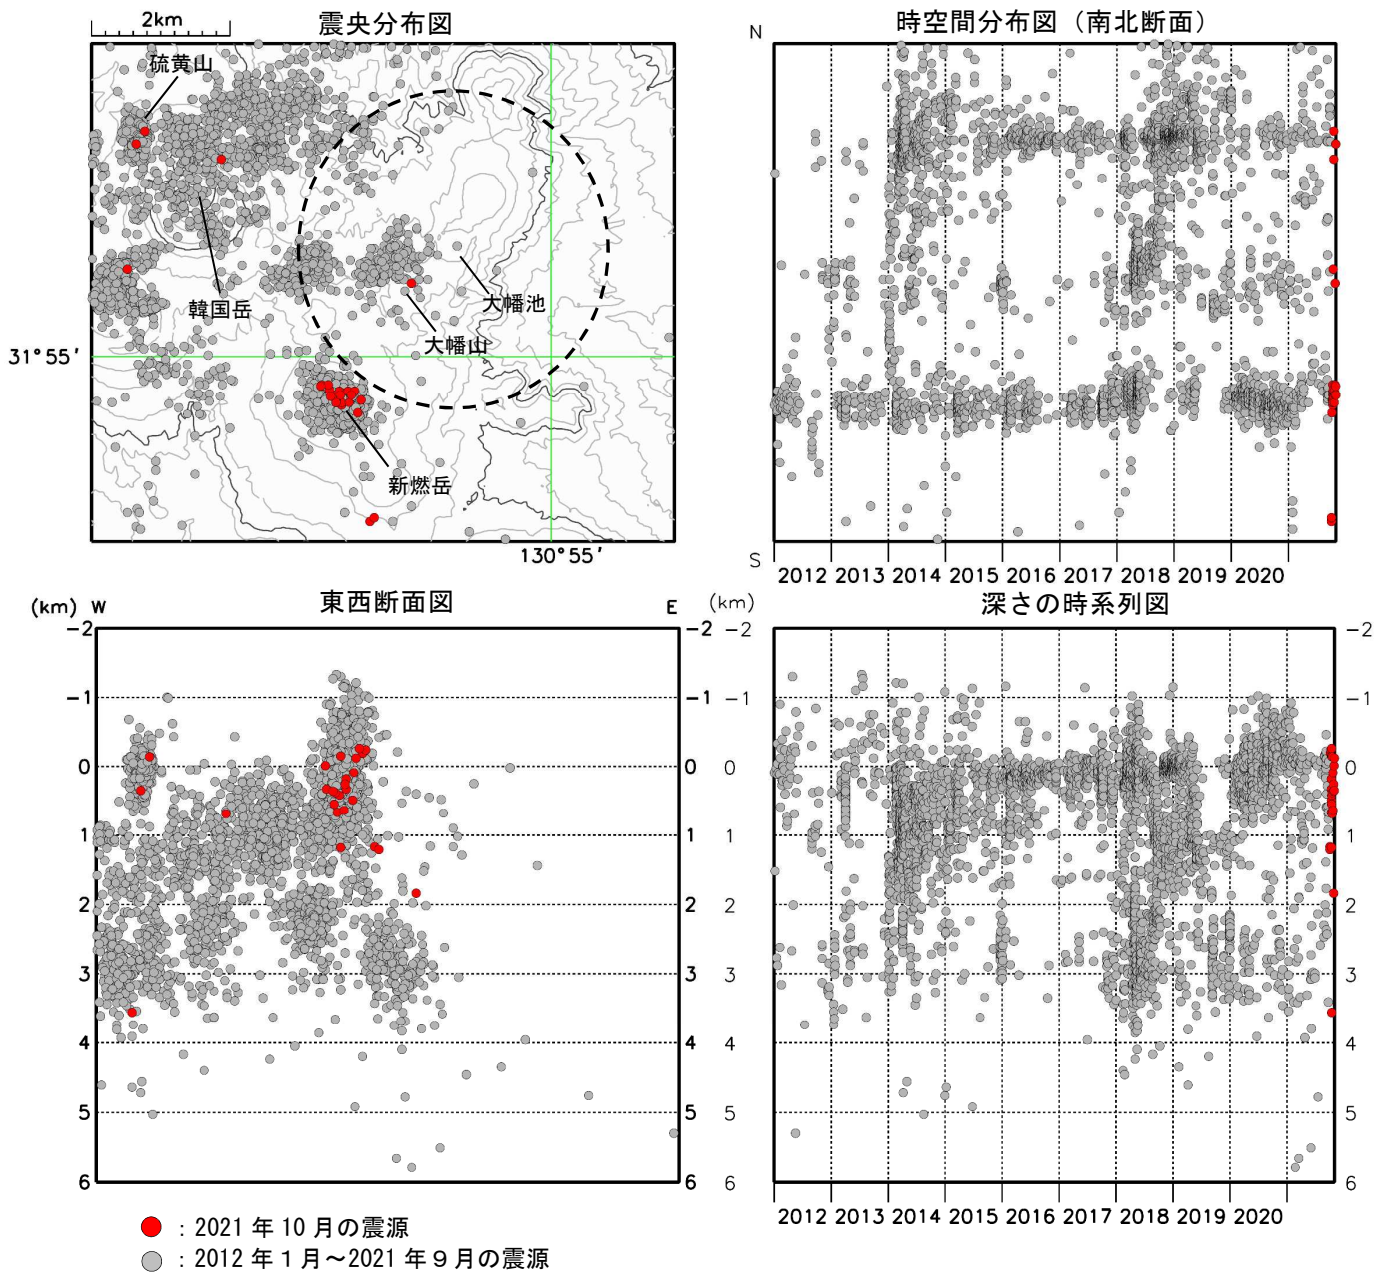 2km
震央分布図
硫黄山
韓国岳
大幡池
大幡山
新燃岳
31°55′
130°55′
時空間分布図（南北断面）
N
S
2012 2013 2014 2015 2016 2017 2018 2019 2020
東西断面図
(km) W E
-2 -2
-1 -1
0 0
1 1
2 2
3 3
4 4
5 5
6 6
深さの時系列図
(km)
-2 -2
-1 -1
0 0
1 1
2 2
3 3
4 4
5 5
6 6
2012 2013 2014 2015 2016 2017 2018 2019 2020
：2021 年 10 月の震源
：2012 年 1 月～2021 年 9 月の震源